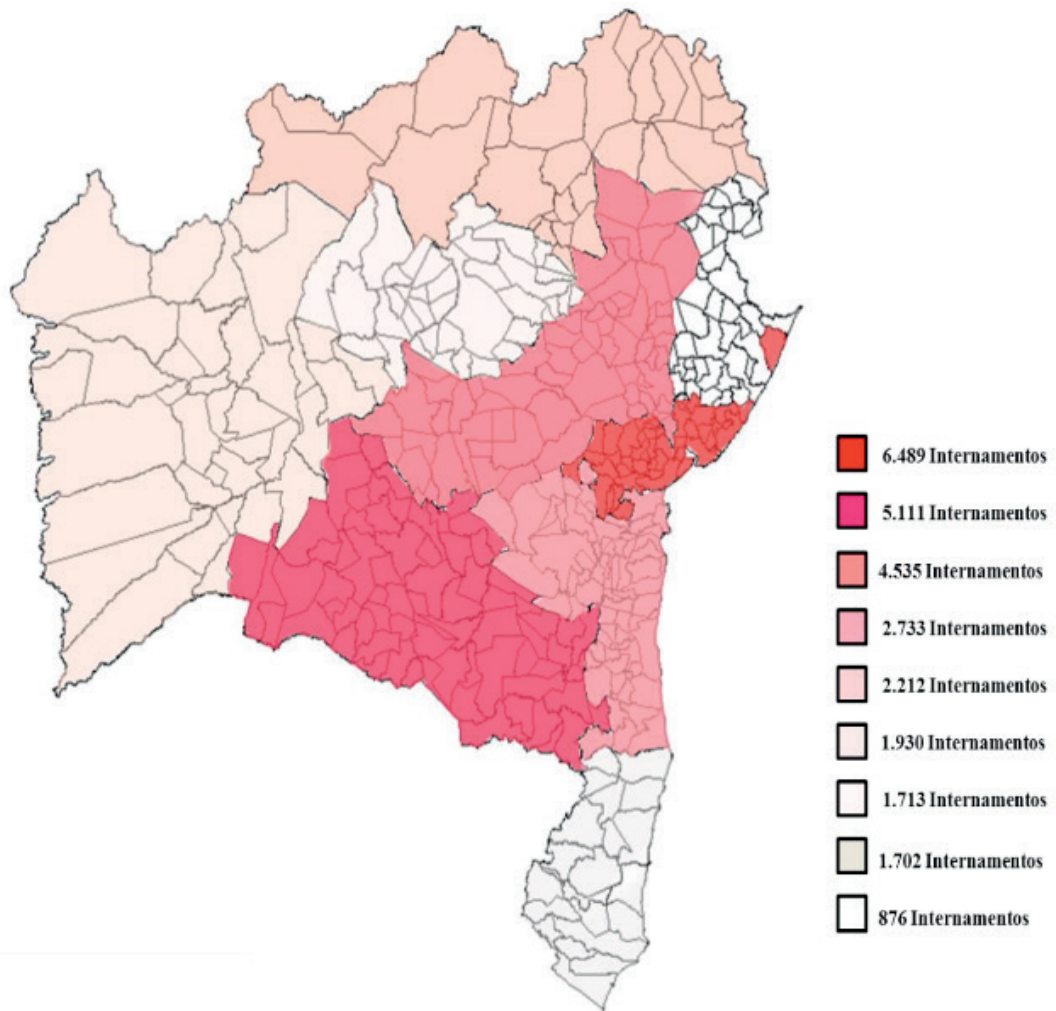 6.489 Internamentos
5.111 Internamentos
4.535 Internamentos
2.733 Internamentos
2.212 Internamentos
1.930 Internamentos
1.713 Internamentos
1.702 Internamentos
876 Internamentos